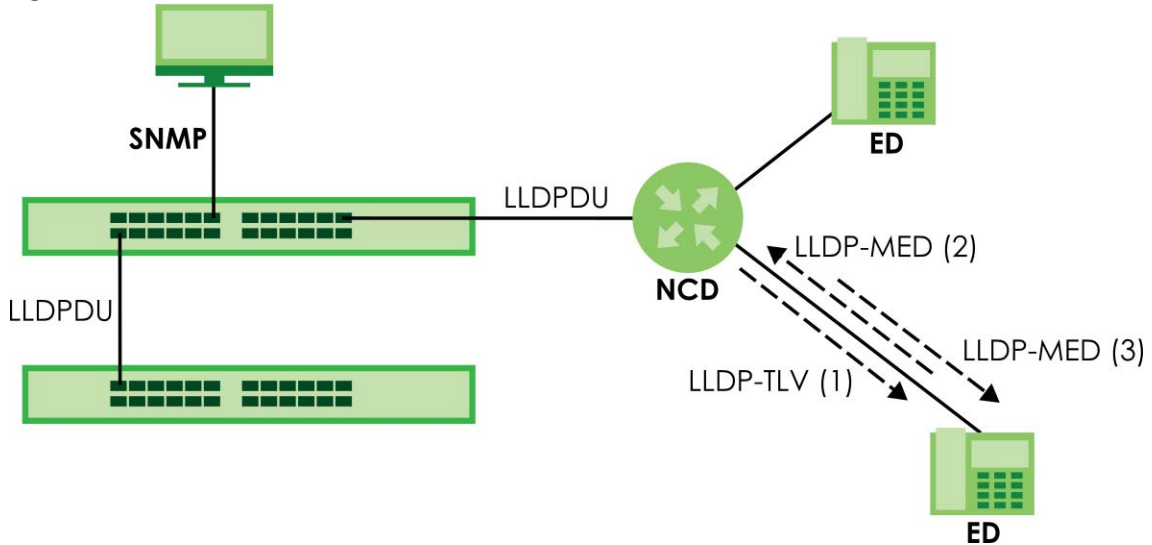 SNMP
ED
LLDPDU
LLDP-MED (2)
NCD
LLDPDU
LLDP-MED (3)
LLDP-TLV (1)
ED